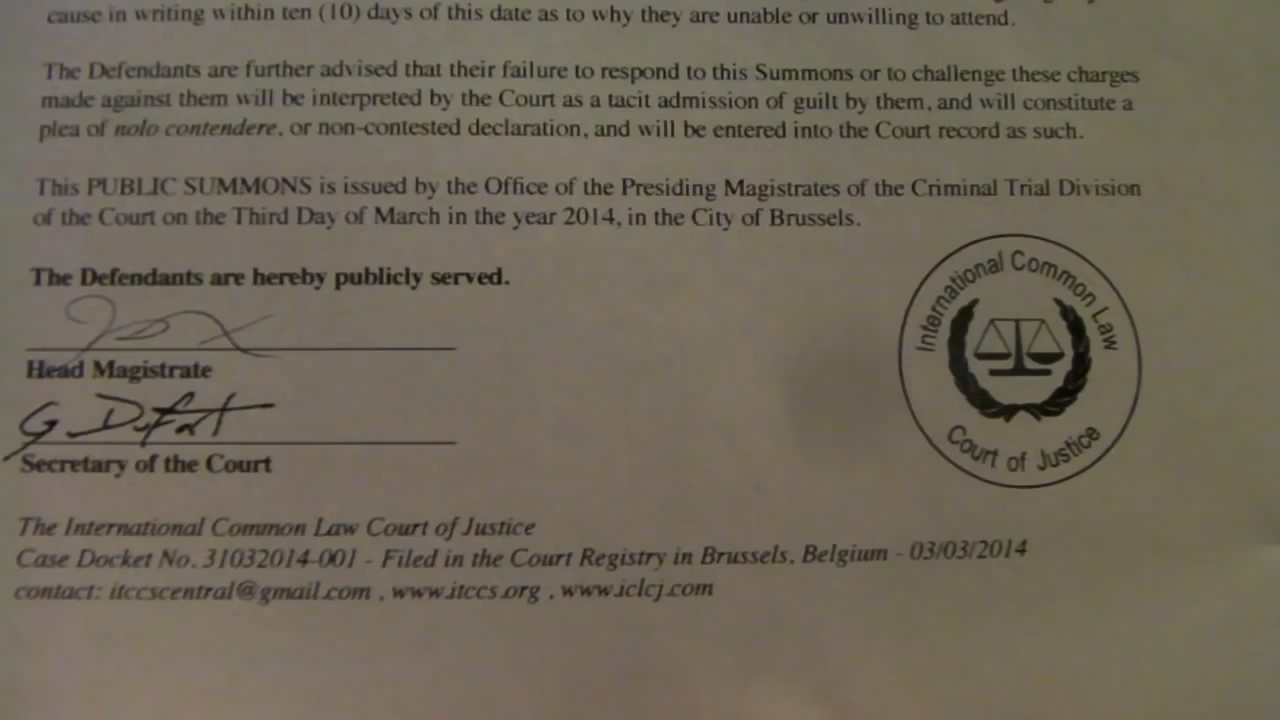 cause in writing within ten (10) days of this date as to why they are unable or unwilling to attend.
The Defendants are further advised that their failure to respond to this Summons or to challenge these charges
made against them will be interpreted by the Court as a tacit admission of guilt by them, and will constitute a
plea of nolo contendere, or non-contested declaration, and will be entered into the Court record as such.
This PUBLIC SUMMONS is issued by the Office of the Presiding Magistrates of the Criminal Trial Division
of the Court on the Third Day of March in the year 2014, in the City of Brussels.
The Defendants are hereby publicly served.
Head Magistrate
Secretary of the Court
International Common Law
Court of Justice
The International Common Law Court of Justice
Case Docket No. 31032014-001 - Filed in the Court Registry in Brussels, Belgium - 03/03/2014
contact: itccscentral@gmail.com , www.itccs.org , www.iclcj.com